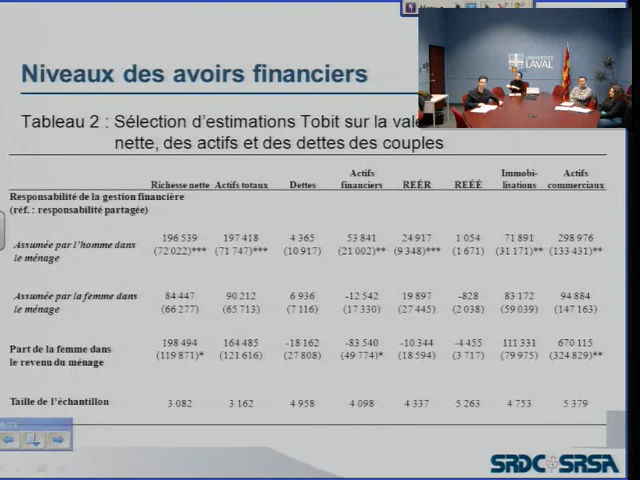 UNIVERSITÉ
LAVAL
Niveaux des avoirs financiers
Tableau 2 : Sélection d'estimations Tobit sur la
nette, des actifs et des dettes des couples
Richesse nette Actifs totaux Dettes Actifs financiers REÉR REÉÉ Immobi-lisations Actifs commerciaux
Responsabilité de la gestion financière
(réf. : responsabilité partagée)
Assumée par l'homme dans 196 539 197 418 4 365 53 841 24 917 1 054 71 891 298 976
le ménage (72 022)*** (71 747)*** (10 917) (21 002)** (9 348)*** (1 671) (31 171)** (133 431)**
Assumée par la femme dans 84 447 90 212 6 936 -12 542 19 897 -828 83 172 94 884
le ménage (66 277) (65 713) (7 116) (17 330) (27 445) (2 038) (59 039) (147 163)
Part de la femme dans 198 494 164 485 -18 162 -83 540 -10 344 -4 455 111 331 670 115
le revenu du ménage (119 871)* (121 616) (27 808) (49 774)* (18 594) (3 717) (79 975) (324 829)**
Taille de l'échantillon 3 082 3 162 4 958 4 098 4 337 5 263 4 753 5 379
SRDC SRSA